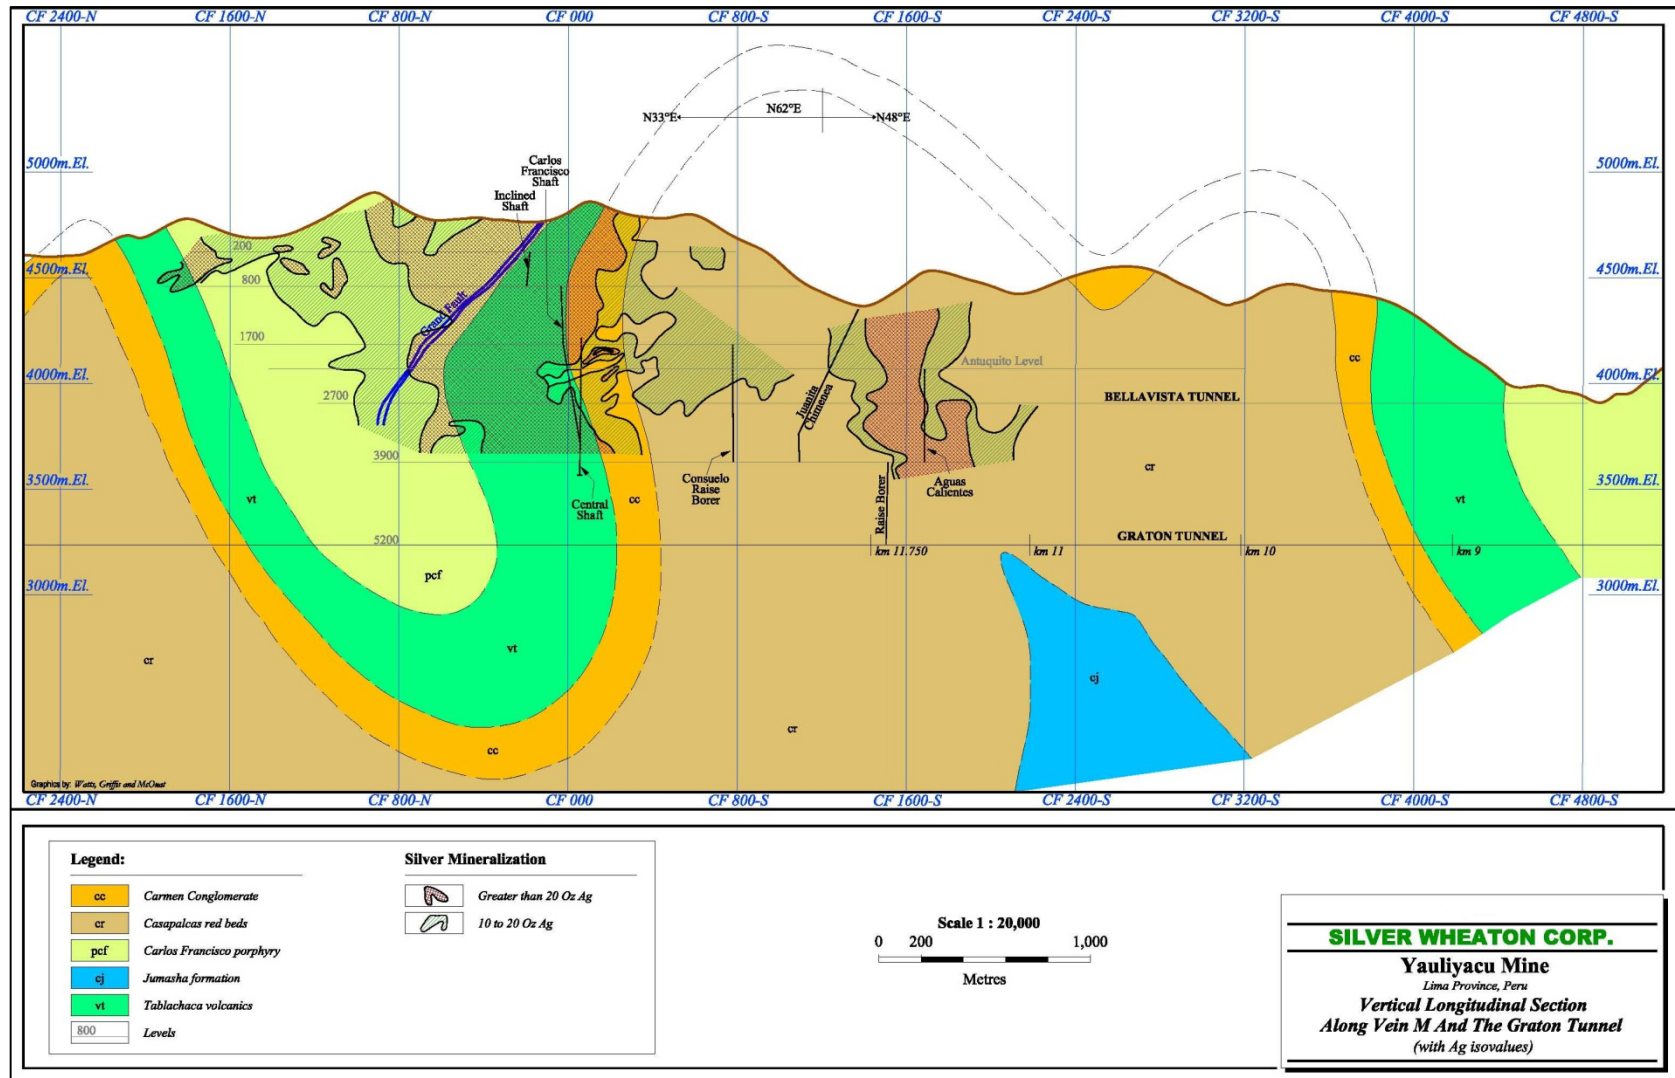 CF 2400-N CF 1600-N CF 800-N CF 000 CF 800-S CF 1600-S CF 2400-S CF 3200-S CF 4000-S CF 4800-S
N62°E
N33°E N48°E
5000m.El. 5000m.El.
Carlos
Francisco
Shaft
Inclined
Shaft
200
4500m.El. 4500m.El.
800
Grand Fault
1700
Antuquito Level
cc
4000m.El. 4000m.El.
2700
Juanita
Chimenea
BELLAVISTA TUNNEL
3900
cr
Consuelo
Raise
Borer
Aguas
Calientes
Raise Borer
3500m.El. 3500m.El.
vt
Central
Shaft
cc
vt
5200
GRATON TUNNEL
km 11.750 km 11 km 10 km 9
pcf
3000m.El. 3000m.El.
vt
cr
cj
cr
cc
Graphics by: Watts, Griffis and McOuat
CF 2400-N CF 1600-N CF 800-N CF 000 CF 800-S CF 1600-S CF 2400-S CF 3200-S CF 4000-S CF 4800-S
Legend:
cc Carmen Conglomerate
cr Casapalcas red beds
pcf Carlos Francisco porphyry
cj Jumasha formation
vt Tablachaca volcanics
800 Levels
Silver Mineralization
Greater than 20 Oz Ag
10 to 20 Oz Ag
Scale 1 : 20,000
0 200 1,000
Metres
SILVER WHEATON CORP.
Yauliyacu Mine
Lima Province, Peru
Vertical Longitudinal Section
Along Vein M And The Graton Tunnel
(with Ag isovalues)